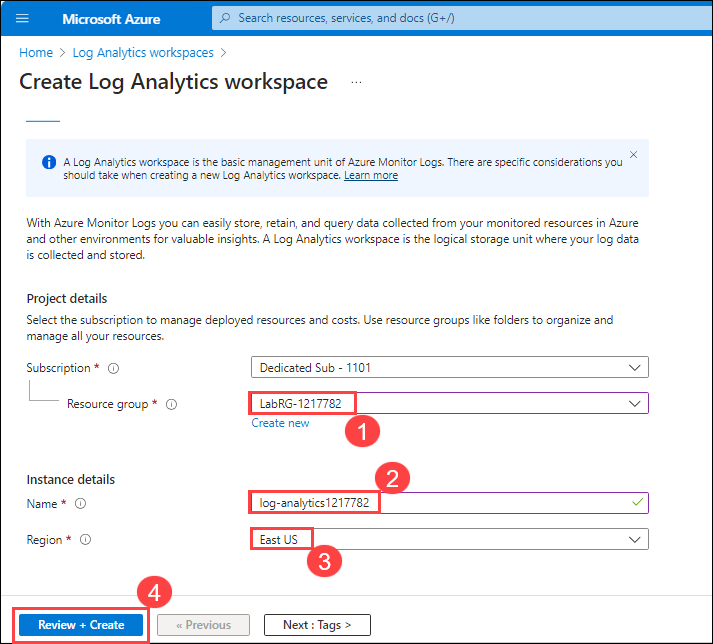 Microsoft Azure
Search resources, services, and docs (G+/)
Home > Log Analytics workspaces >
Create Log Analytics workspace ...
A Log Analytics workspace is the basic management unit of Azure Monitor Logs. There are specific considerations you
should take when creating a new Log Analytics workspace. Learn more
With Azure Monitor Logs you can easily store, retain, and query data collected from your monitored resources in Azure
and other environments for valuable insights. A Log Analytics workspace is the logical storage unit where your log data
is collected and stored.
Project details
Select the subscription to manage deployed resources and costs. Use resource groups like folders to organize and
manage all your resources.
Subscription *
Dedicated Sub - 1101
Resource group *
LabRG-1217782
Create new
1
Instance details
2
Name *
log-analytics1217782
Region *
East US
3
4
Review + Create
« Previous
Next : Tags >